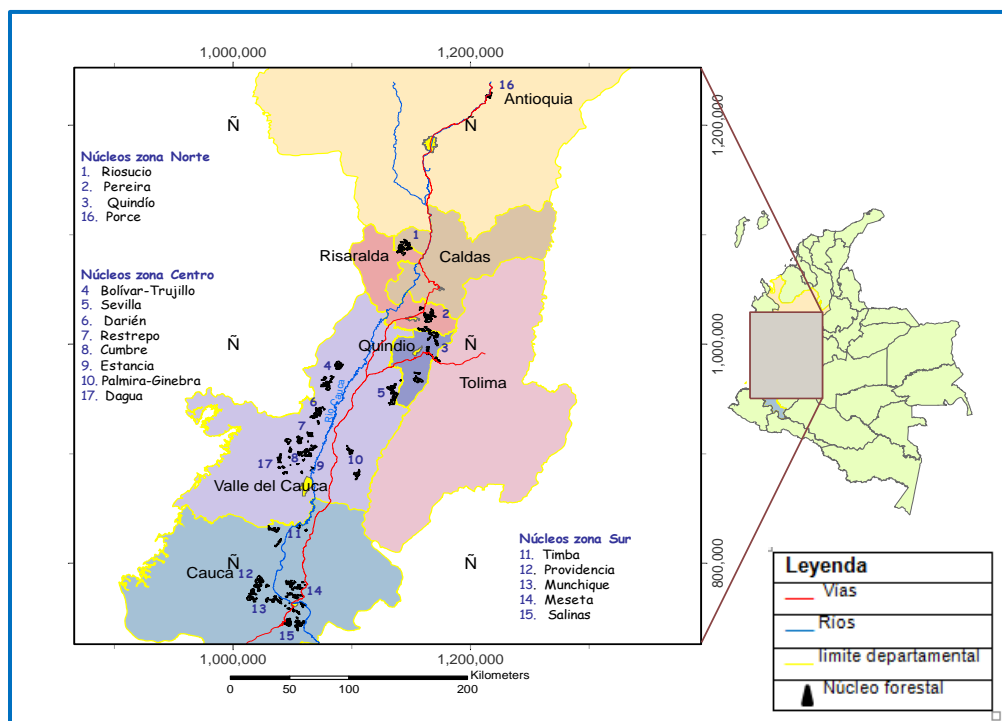 1,000,000
1,200,000
16
Antioquia
Ñ
Ñ
1,200,000
Núcleos zona Norte
1. Riosucio
2. Pereira
3. Quindío
16. Porce
1
Risaralda
Caldas
Núcleos zona Centro
4 Bolívar-Trujillo
5. Sevilla
6. Darién
7. Restrepo
8. Cumbre
9. Estancia
10. Palmira-Ginebra
17. Dagua
2
Ñ
Quindio
3
Ñ
1,000,000
4
Tolima
5
Río Cauca
6
7
17
8
9
10
Valle del Cauca
11
Núcleos zona Sur
11. Timba
12. Providencia
13. Munchique
14. Meseta
15. Salinas
Ñ
Ñ
800,000
Cauca
12
13
14
15
1,000,000
1,200,000
Kilometers
0 50 100 200
Leyenda
Vías
Ríos
limite departamental
Núcleo forestal